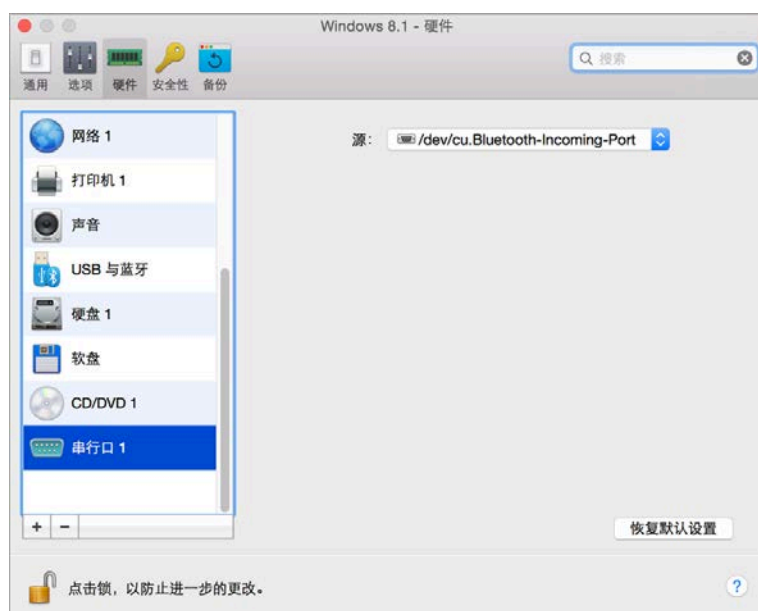 Windows 8.1 - 硬件
通用 选项 硬件 安全性 备份
搜索
网络 1
源: /dev/cu.Bluetooth-Incoming-Port
打印机 1
声音
USB 与蓝牙
硬盘 1
软盘
CD/DVD 1
串行口 1
+ −
恢复默认设置
点击锁，以防止进一步的更改。
?